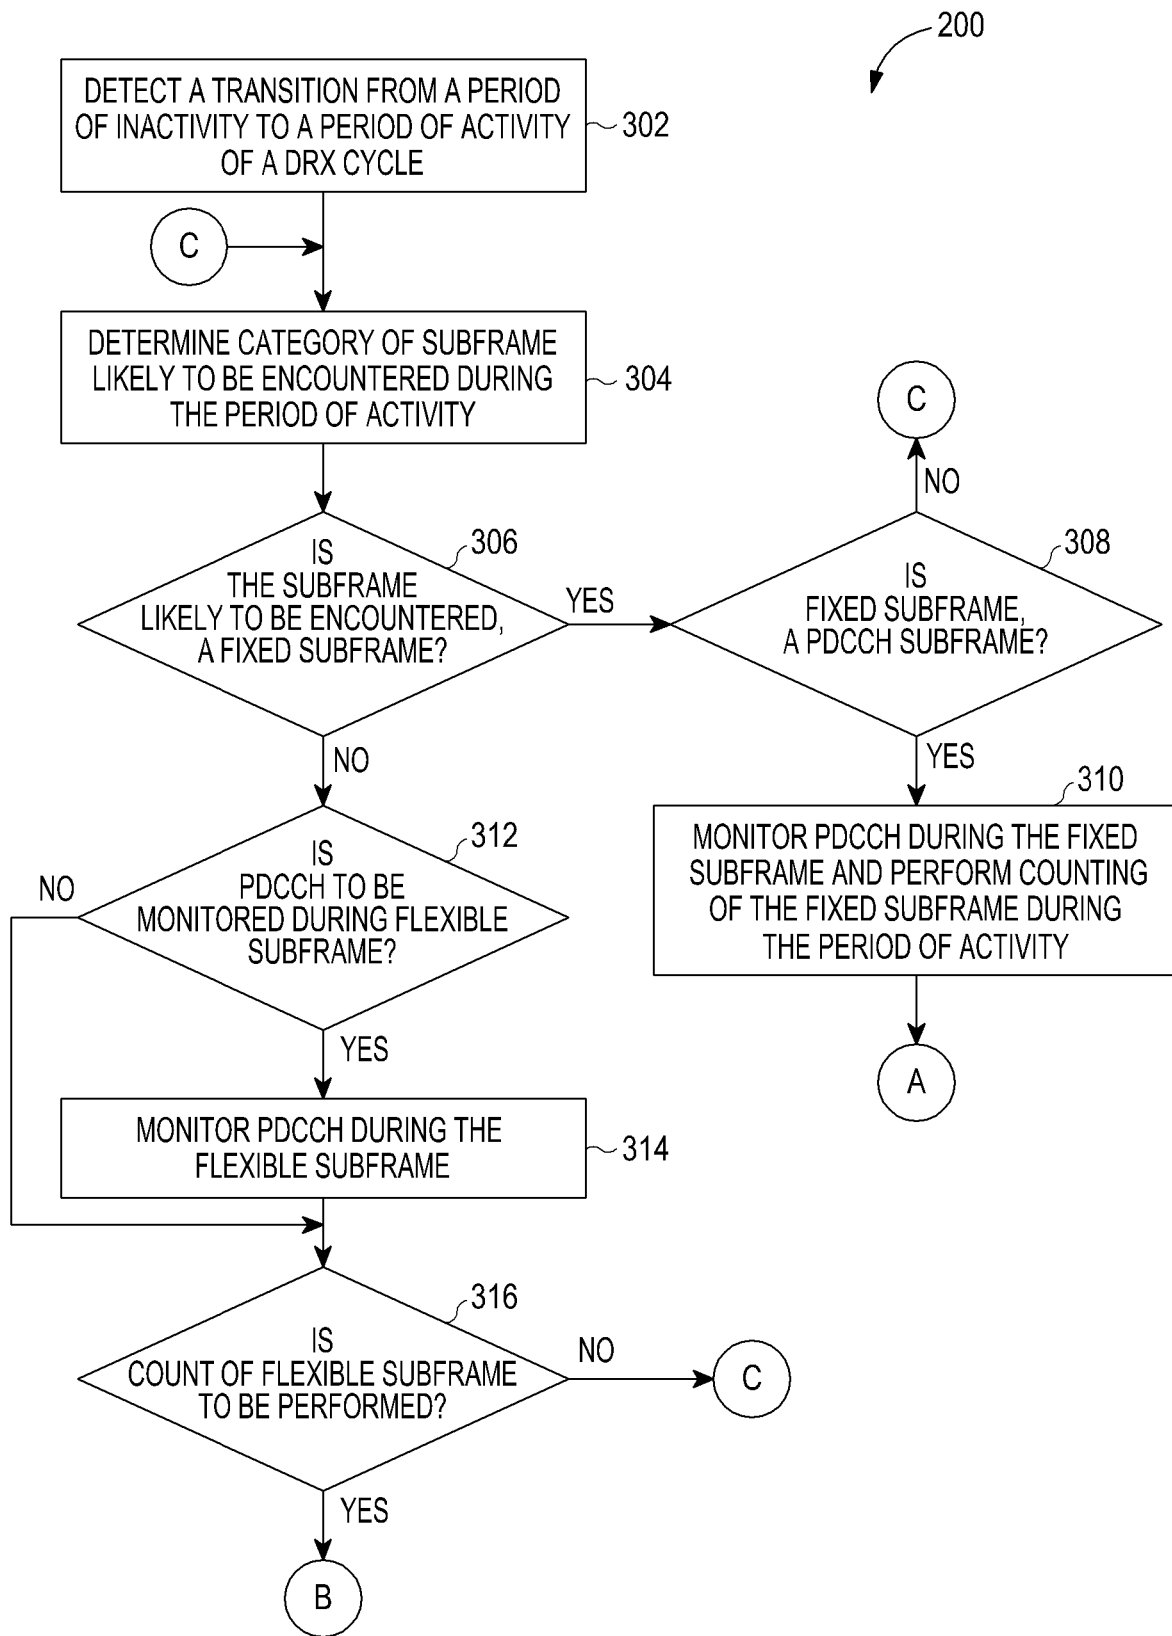 200
DETECT A TRANSITION FROM A PERIOD
OF INACTIVITY TO A PERIOD OF ACTIVITY
OF A DRX CYCLE
302
C
DETERMINE CATEGORY OF SUBFRAME
LIKELY TO BE ENCOUNTERED DURING
THE PERIOD OF ACTIVITY
304
C
NO
IS
THE SUBFRAME
LIKELY TO BE ENCOUNTERED,
A FIXED SUBFRAME?
306
YES
IS
FIXED SUBFRAME,
A PDCCH SUBFRAME?
308
NO
YES
310
MONITOR PDCCH DURING THE FIXED
SUBFRAME AND PERFORM COUNTING
OF THE FIXED SUBFRAME DURING
THE PERIOD OF ACTIVITY
A
IS
PDCCH TO BE
MONITORED DURING FLEXIBLE
SUBFRAME?
312
NO
YES
MONITOR PDCCH DURING THE
FLEXIBLE SUBFRAME
314
IS
COUNT OF FLEXIBLE SUBFRAME
TO BE PERFORMED?
316
NO
C
YES
B